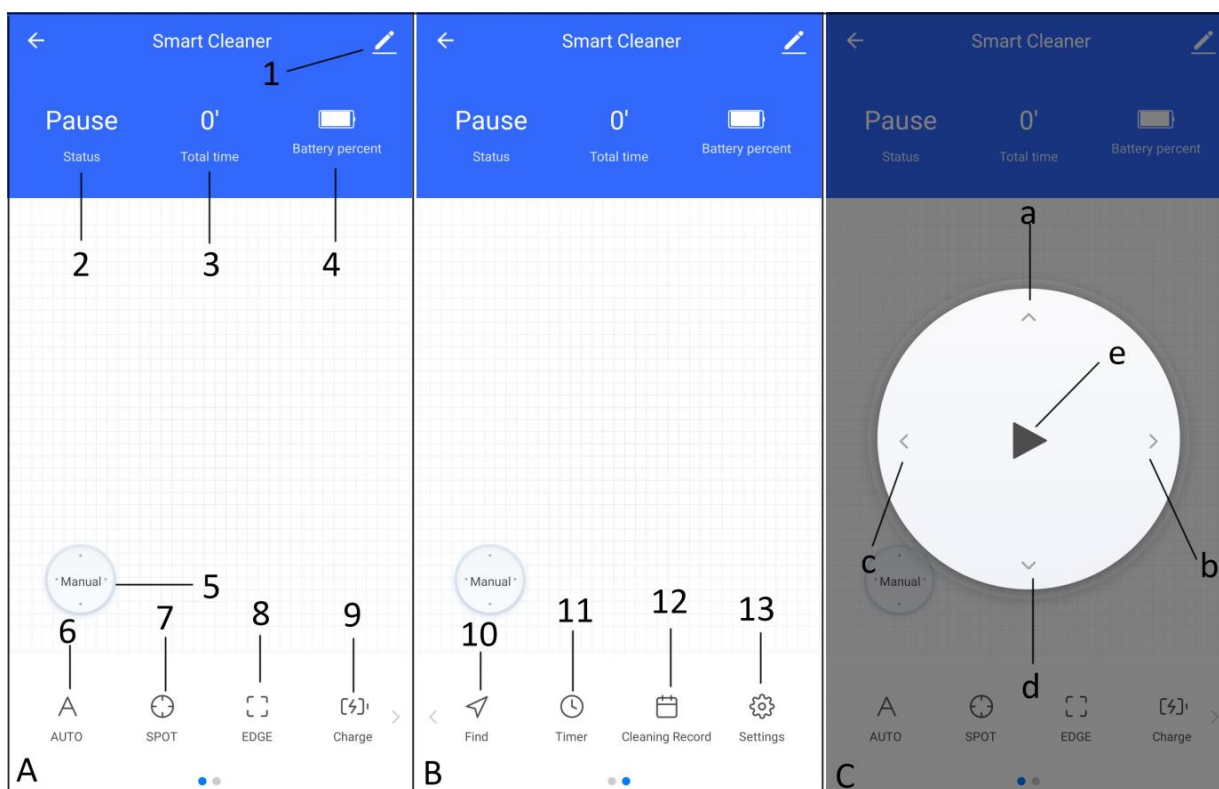 Smart Cleaner
1
Pause 0'
Status Total time Battery percent
2 3 4
Manual
5
6 7 8 9
AUTO SPOT EDGE Charge
A
Smart Cleaner
Pause 0'
Status Total time Battery percent
Manual
10 11 12 13
Find Timer Cleaning Record Settings
B
Smart Cleaner
Pause 0'
Status Total time Battery percent
a
e
c b
Manual
d
AUTO SPOT EDGE Charge
C